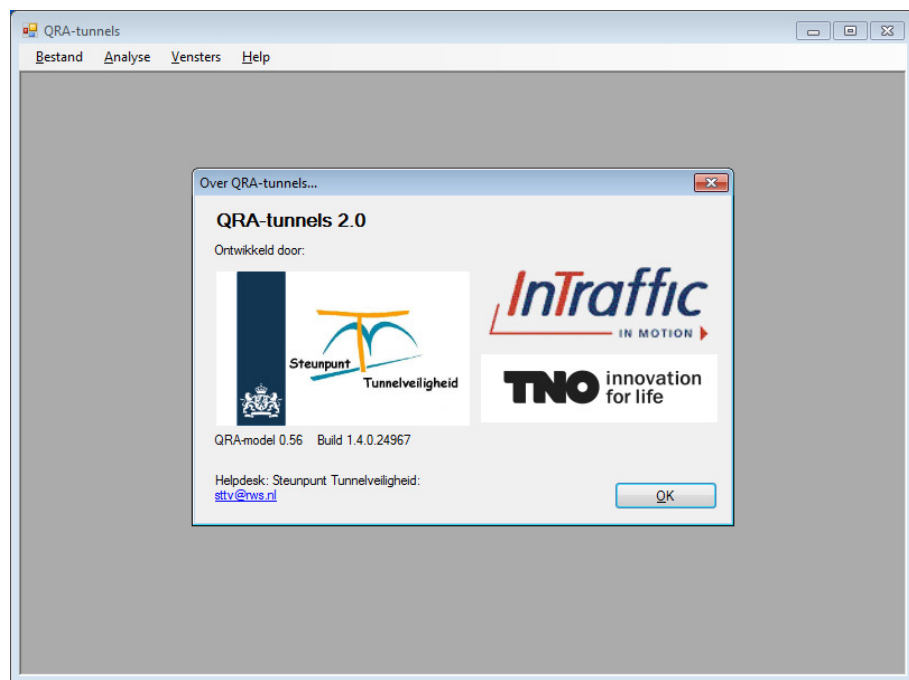 QRA-tunnels
Bestand Analyse Vensters Help
Over QRA-tunnels...
QRA-tunnels 2.0
Ontwikkeld door:
Steunpunt
Tunnelveiligheid
InTraffic
IN MOTION
TNO innovation
for life
QRA-model 0.56 Build 1.4.0.24967
Helpdesk: Steunpunt Tunnelveiligheid:
sttv@rws.nl
OK